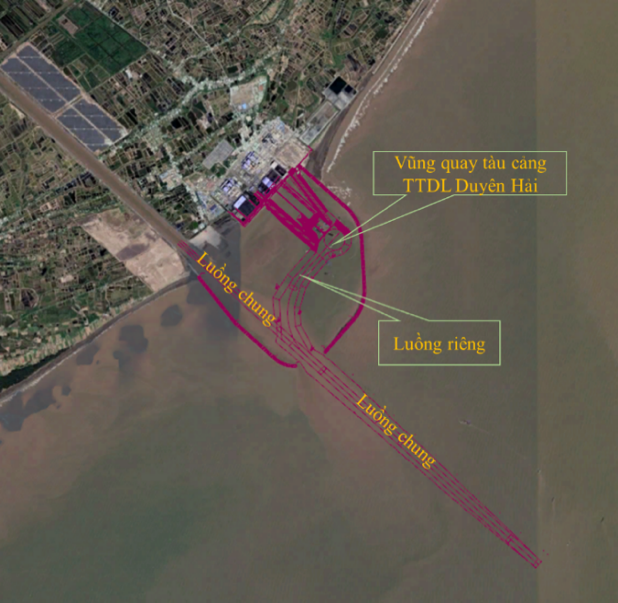 Vũng quay tàu cảng
TTDL Duyên Hải
Luồng chung
Luồng riêng
Luồng chung